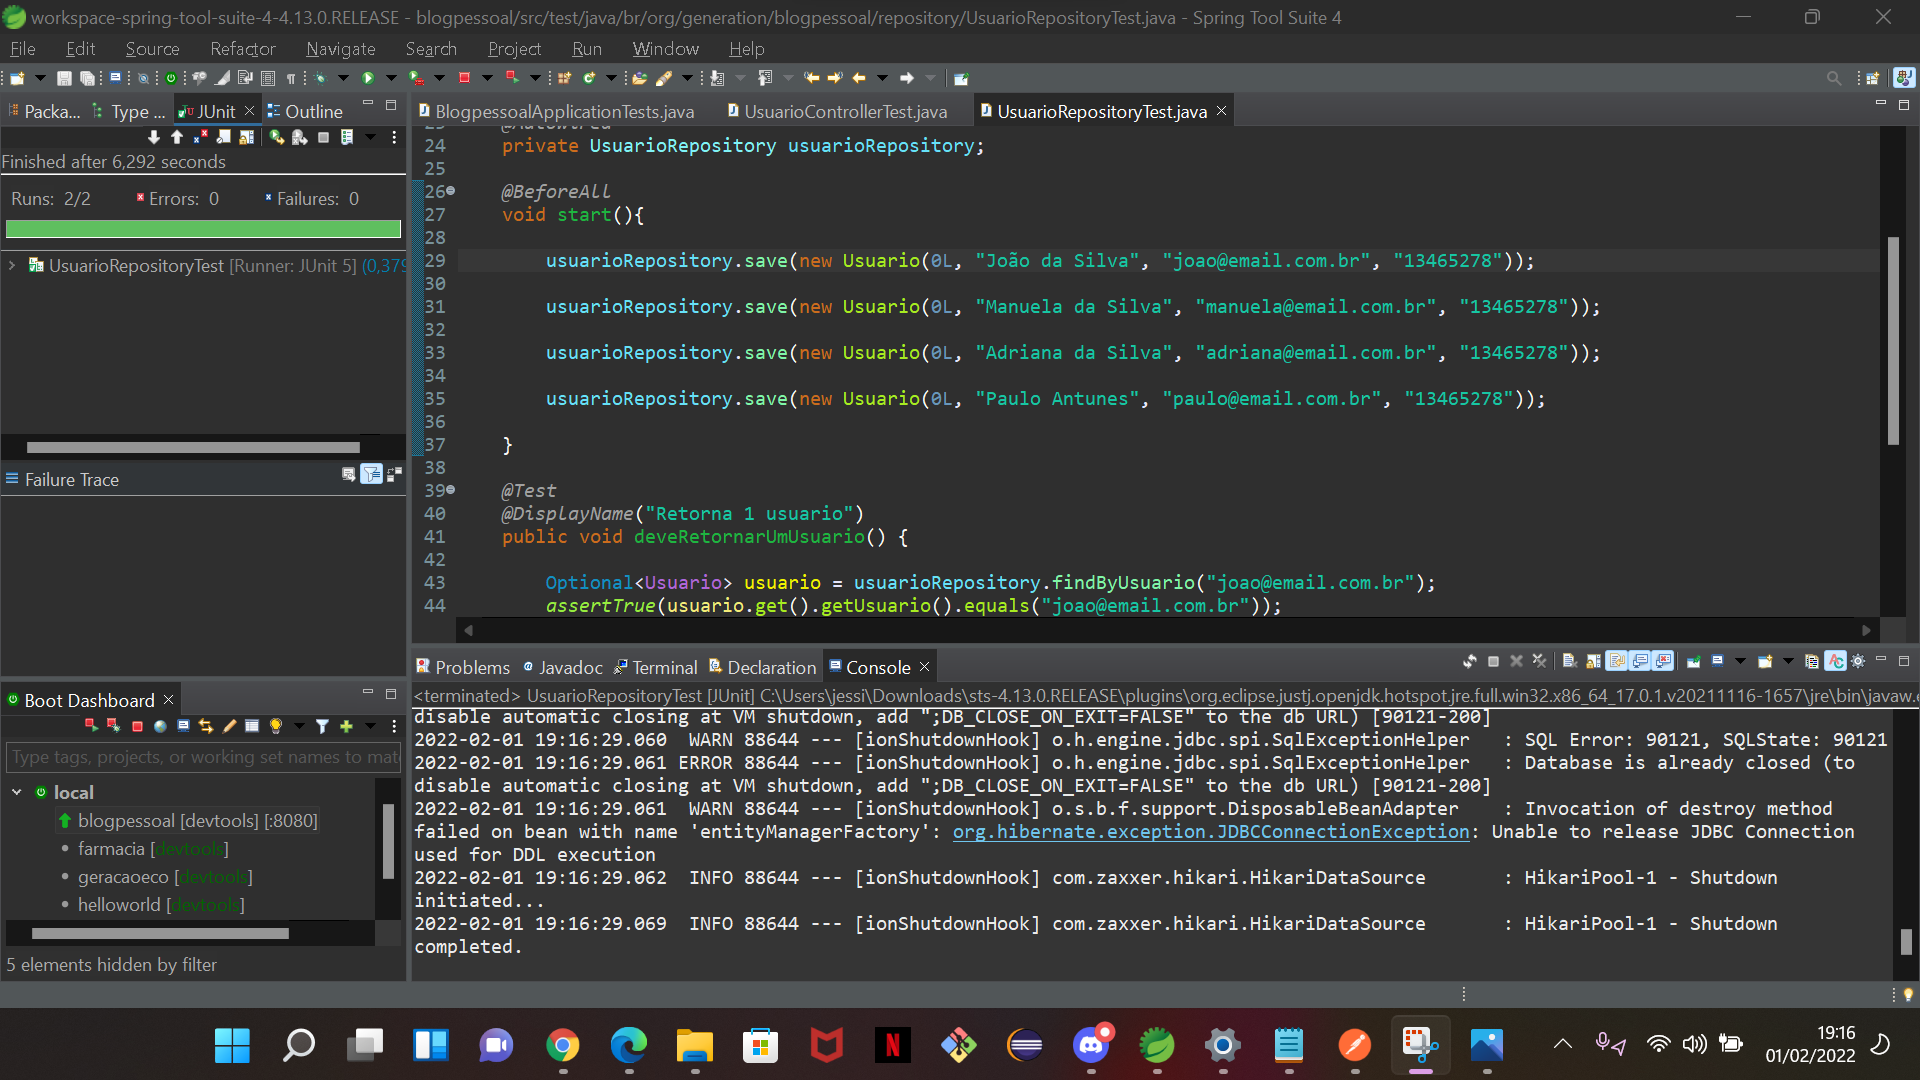 workspace-spring-tool-suite-4-4.13.0.RELEASE - blogpessoal/src/test/java/br/org/generation/blogpessoal/repository/UsuarioRepositoryTest.java - Spring Tool Suite 4
File Edit Source Refactor Navigate Search Project Run Window Help
Packa... Type ... JUnit Outline
Finished after 6,292 seconds
Runs: 2/2 Errors: 0 Failures: 0
UsuarioRepositoryTest [Runner: JUnit 5] (0,379
Failure Trace
BlogpessoalApplicationTests.java UsuarioControllerTest.java UsuarioRepositoryTest.java
23 @Autowired
24 private UsuarioRepository usuarioRepository;
25
26 @BeforeAll
27 void start(){
28
29 usuarioRepository.save(new Usuario(0L, "João da Silva", "joao@email.com.br", "13465278"));
30
31 usuarioRepository.save(new Usuario(0L, "Manuela da Silva", "manuela@email.com.br", "13465278"));
32
33 usuarioRepository.save(new Usuario(0L, "Adriana da Silva", "adriana@email.com.br", "13465278"));
34
35 usuarioRepository.save(new Usuario(0L, "Paulo Antunes", "paulo@email.com.br", "13465278"));
36
37 }
38
39 @Test
40 @DisplayName("Retorna 1 usuario")
41 public void deveRetornarUmUsuario() {
42
43 Optional<Usuario> usuario = usuarioRepository.findByUsuario("joao@email.com.br");
44 assertTrue(usuario.get().getUsuario().equals("joao@email.com.br"));
Boot Dashboard
Type tags, projects, or working set names to mat
local
blogpessoal [devtools] [:8080]
farmacia [devtools]
geracaoeco [devtools]
helloworld [devtools]
5 elements hidden by filter
Problems Javadoc Terminal Declaration Console
<terminated> UsuarioRepositoryTest [JUnit] C:\Users\jessi\Downloads\sts-4.13.0.RELEASE\plugins\org.eclipse.justj.openjdk.hotspot.jre.full.win32.x86_64_17.0.1.v20211116-1657\jre\bin\javaw.e
disable automatic closing at VM shutdown, add ";DB_CLOSE_ON_EXIT=FALSE" to the db URL) [90121-200]
2022-02-01 19:16:29.060 WARN 88644 --- [ionShutdownHook] o.h.engine.jdbc.spi.SqlExceptionHelper : SQL Error: 90121, SQLState: 90121
2022-02-01 19:16:29.061 ERROR 88644 --- [ionShutdownHook] o.h.engine.jdbc.spi.SqlExceptionHelper : Database is already closed (to
disable automatic closing at VM shutdown, add ";DB_CLOSE_ON_EXIT=FALSE" to the db URL) [90121-200]
2022-02-01 19:16:29.061 WARN 88644 --- [ionShutdownHook] o.s.b.f.support.DisposableBeanAdapter : Invocation of destroy method
failed on bean with name 'entityManagerFactory': org.hibernate.exception.JDBCConnectionException: Unable to release JDBC Connection
used for DDL execution
2022-02-01 19:16:29.062 INFO 88644 --- [ionShutdownHook] com.zaxxer.hikari.HikariDataSource : HikariPool-1 - Shutdown
initiated...
2022-02-01 19:16:29.069 INFO 88644 --- [ionShutdownHook] com.zaxxer.hikari.HikariDataSource : HikariPool-1 - Shutdown
completed.
19:16
01/02/2022